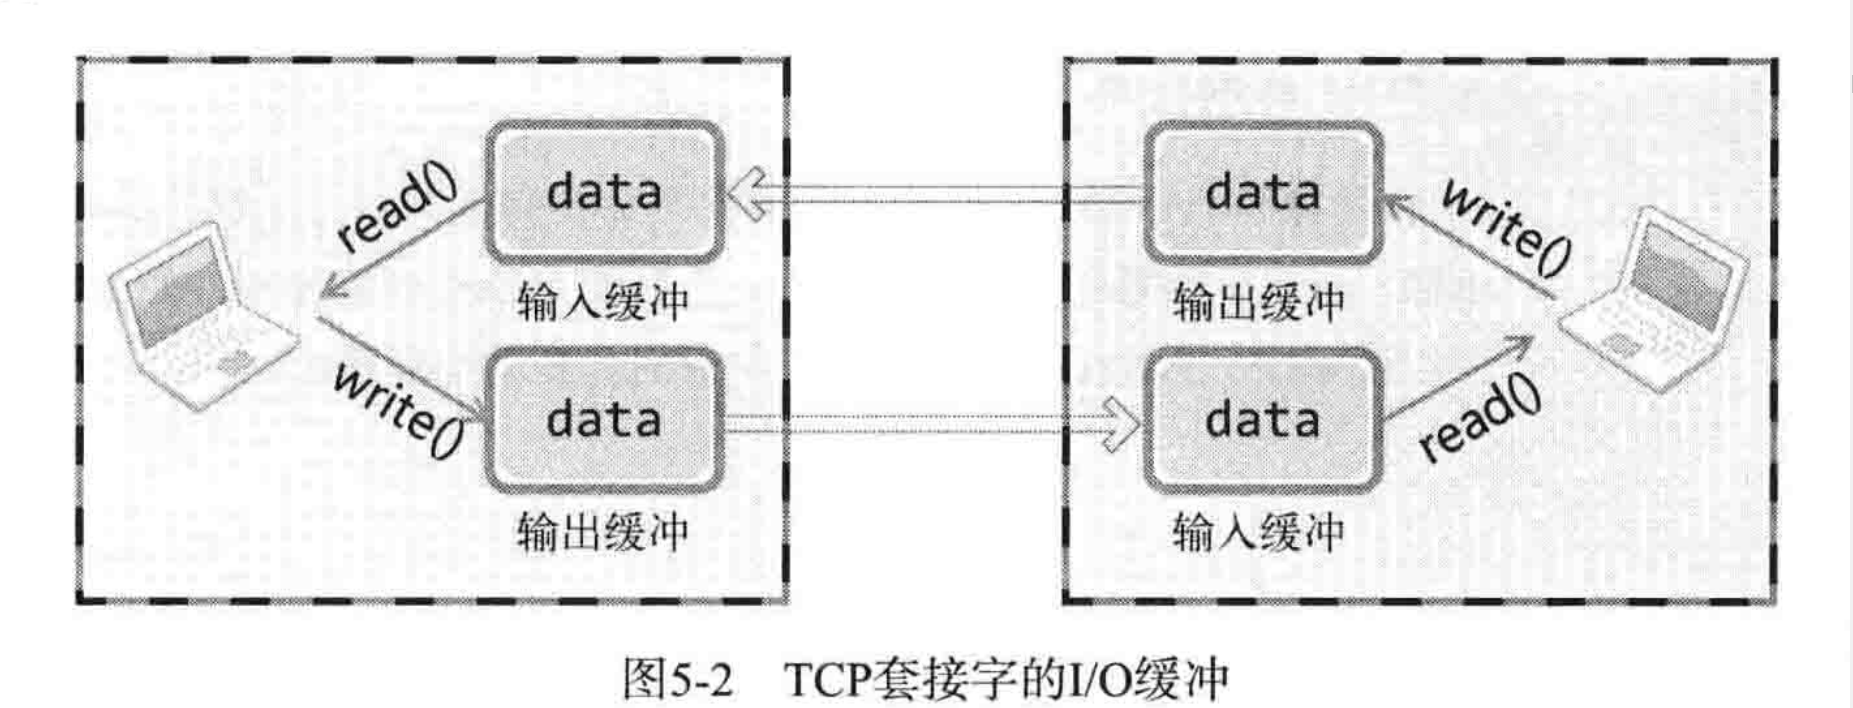 read()
data
输入缓冲
data
输出缓冲
write()
write()
data
输出缓冲
data
输入缓冲
read()
图5-2 TCP套接字的I/O缓冲